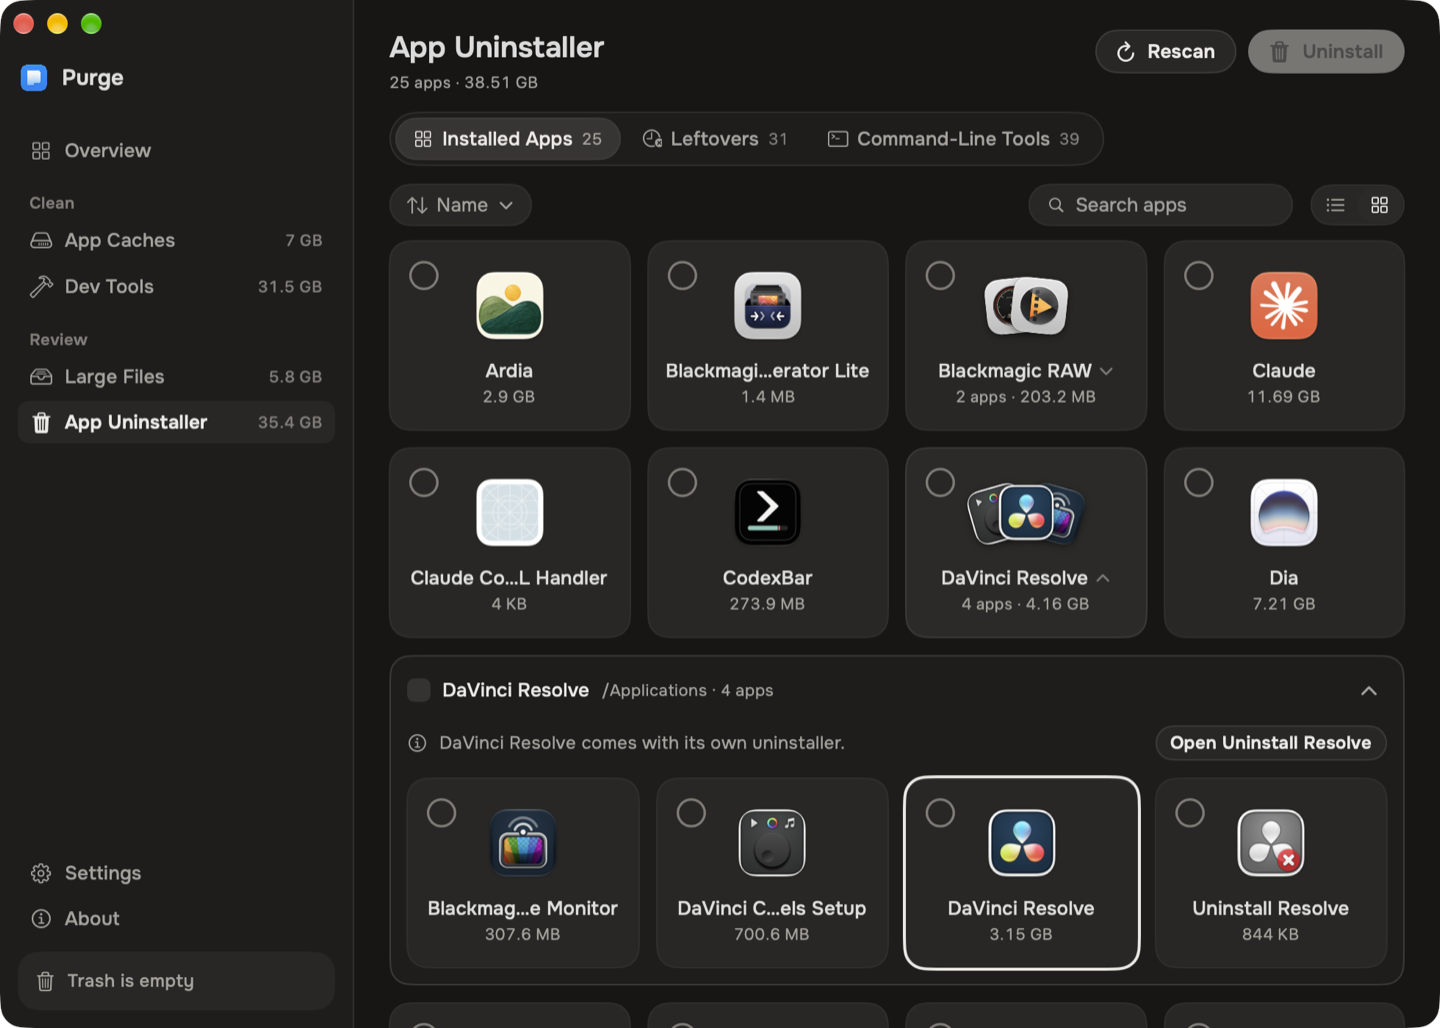 Purge
Overview
Clean
App Caches 7 GB
Dev Tools 31.5 GB
Review
Large Files 5.8 GB
App Uninstaller 35.4 GB
Settings
About
Trash is empty
App Uninstaller
25 apps · 38.51 GB
Rescan
Uninstall
Installed Apps 25
Leftovers 31
Command-Line Tools 39
Name
Search apps
Ardia
2.9 GB
Blackmagi...erator Lite
1.4 MB
Blackmagic RAW
2 apps · 203.2 MB
Claude
11.69 GB
Claude Co...L Handler
4 KB
CodexBar
273.9 MB
DaVinci Resolve
4 apps · 4.16 GB
Dia
7.21 GB
DaVinci Resolve /Applications · 4 apps
DaVinci Resolve comes with its own uninstaller.
Open Uninstall Resolve
Blackmag...e Monitor
307.6 MB
DaVinci C...els Setup
700.6 MB
DaVinci Resolve
3.15 GB
Uninstall Resolve
844 KB